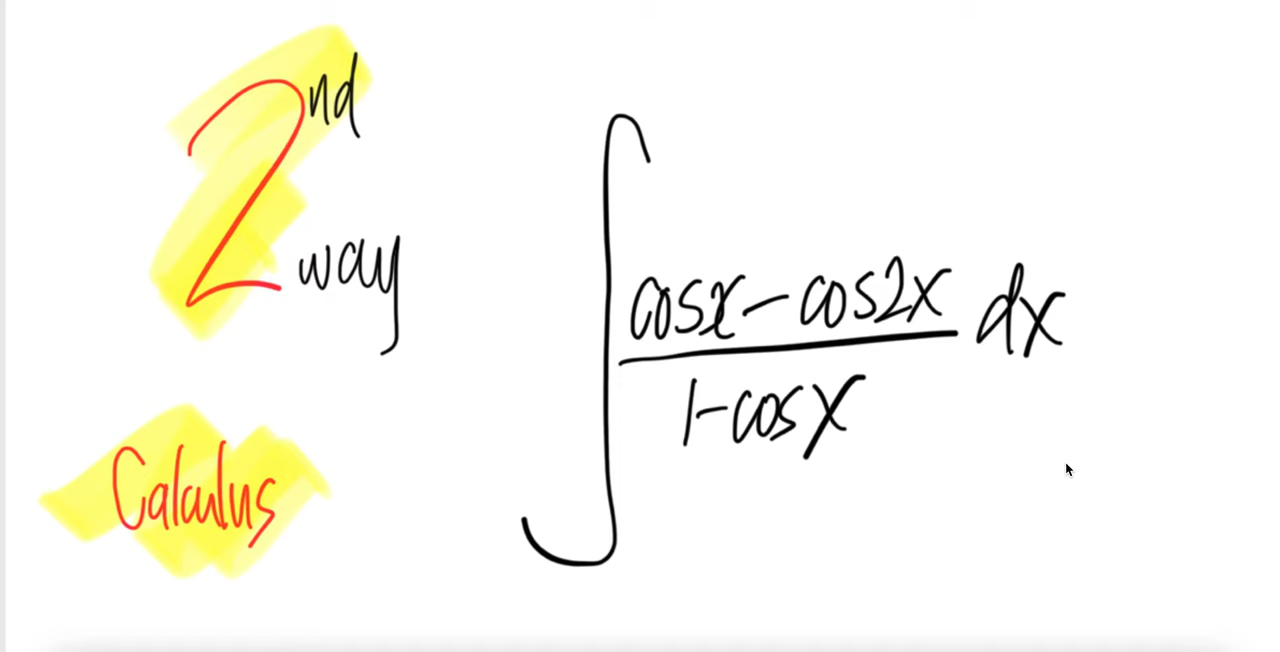 2nd
way
Calculus
∫ (cosx - cos2x)/(1 - cosx) dx